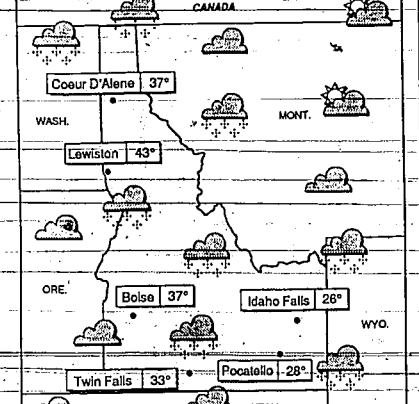 CANADA
Coeur D'Alene 37°
WASH.
MONT.
Lewiston 43°
ORE.
Boise 37°
Idaho Falls 26°
WYO.
Twin Falls 33°
Pocatello 28°